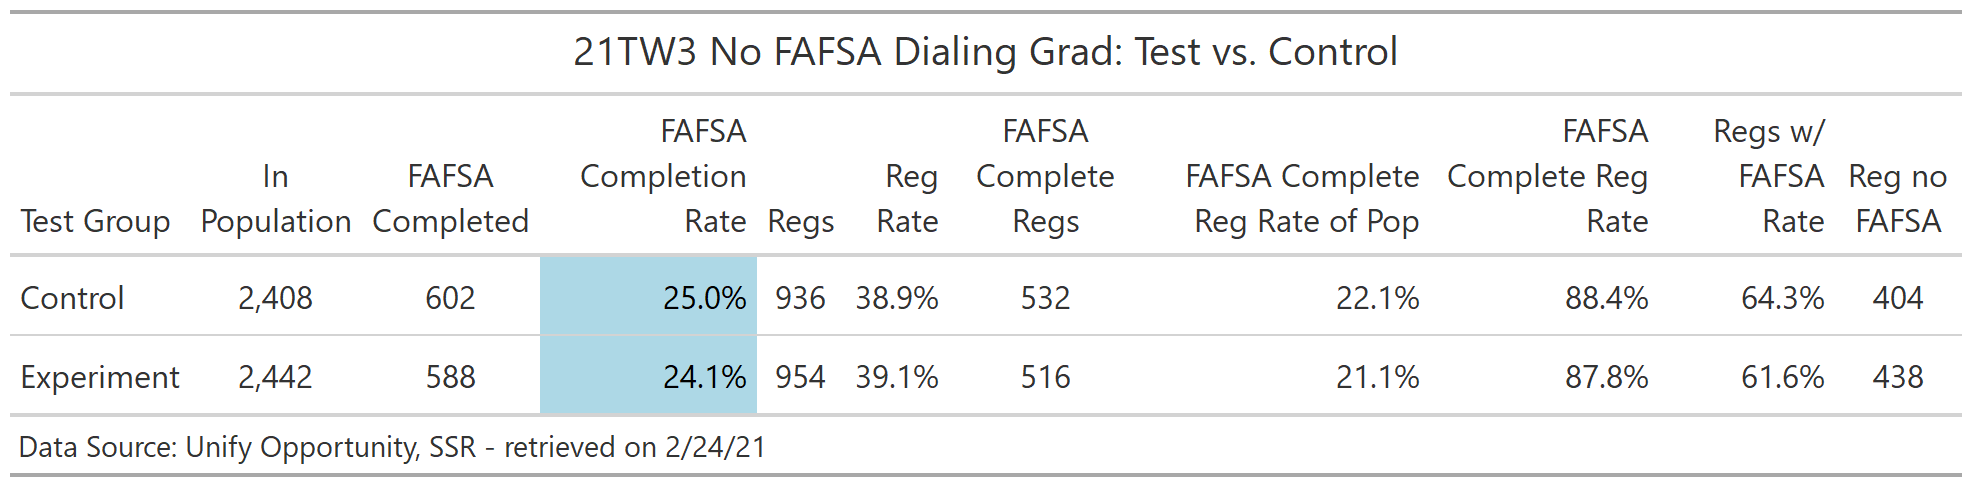 21TW3 No FAFSA Dialing Grad: Test vs. Control
FAFSA FAFSA FAFSA Regs w/
In FAFSA Completion Reg Complete FAFSA Complete Complete Reg FAFSA Reg no
Test Group Population Completed Rate Regs Rate Regs Reg Rate of Pop Rate Rate FAFSA
Control 2,408 602 25.0% 936 38.9% 532 22.1% 88.4% 64.3% 404
Experiment 2,442 588 24.1% 954 39.1% 516 21.1% 87.8% 61.6% 438
Data Source: Unify Opportunity, SSR - retrieved on 2/24/21